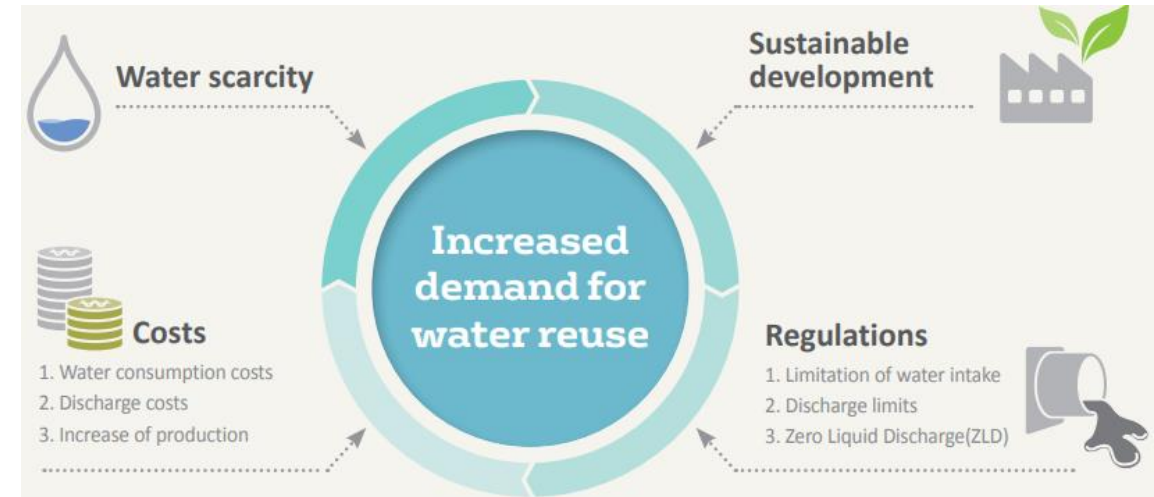 Water scarcity
Sustainable
development
Increased
demand for
water reuse
Costs
1. Water consumption costs
2. Discharge costs
3. Increase of production
Regulations
1. Limitation of water intake
2. Discharge limits
3. Zero Liquid Discharge(ZLD)